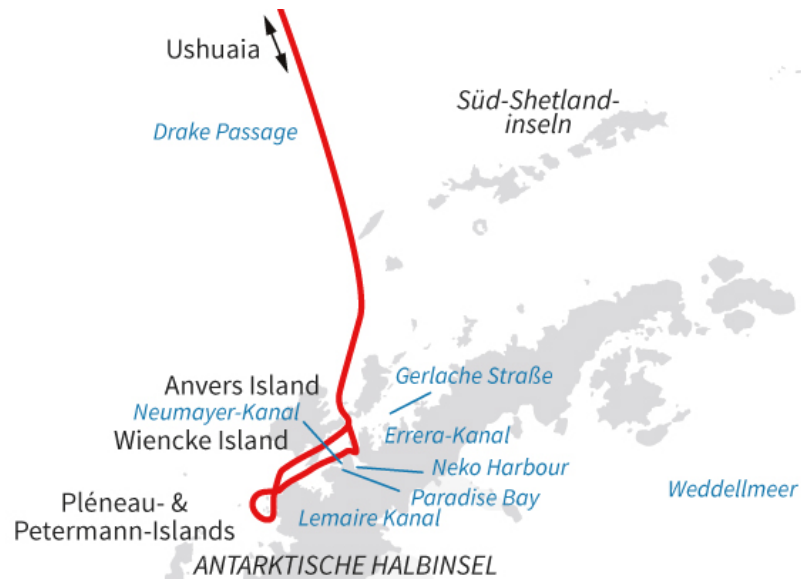 Ushuaia
Süd-Shetland-
inseln
Drake Passage
Gerlache Straße
Anvers Island
Neumayer-Kanal
Wiencke Island
Errera-Kanal
Neko Harbour
Paradise Bay
Weddellmeer
Pléneau- &
Petermann-Islands
Lemaire Kanal
ANTARKTISCHE HALBINSEL